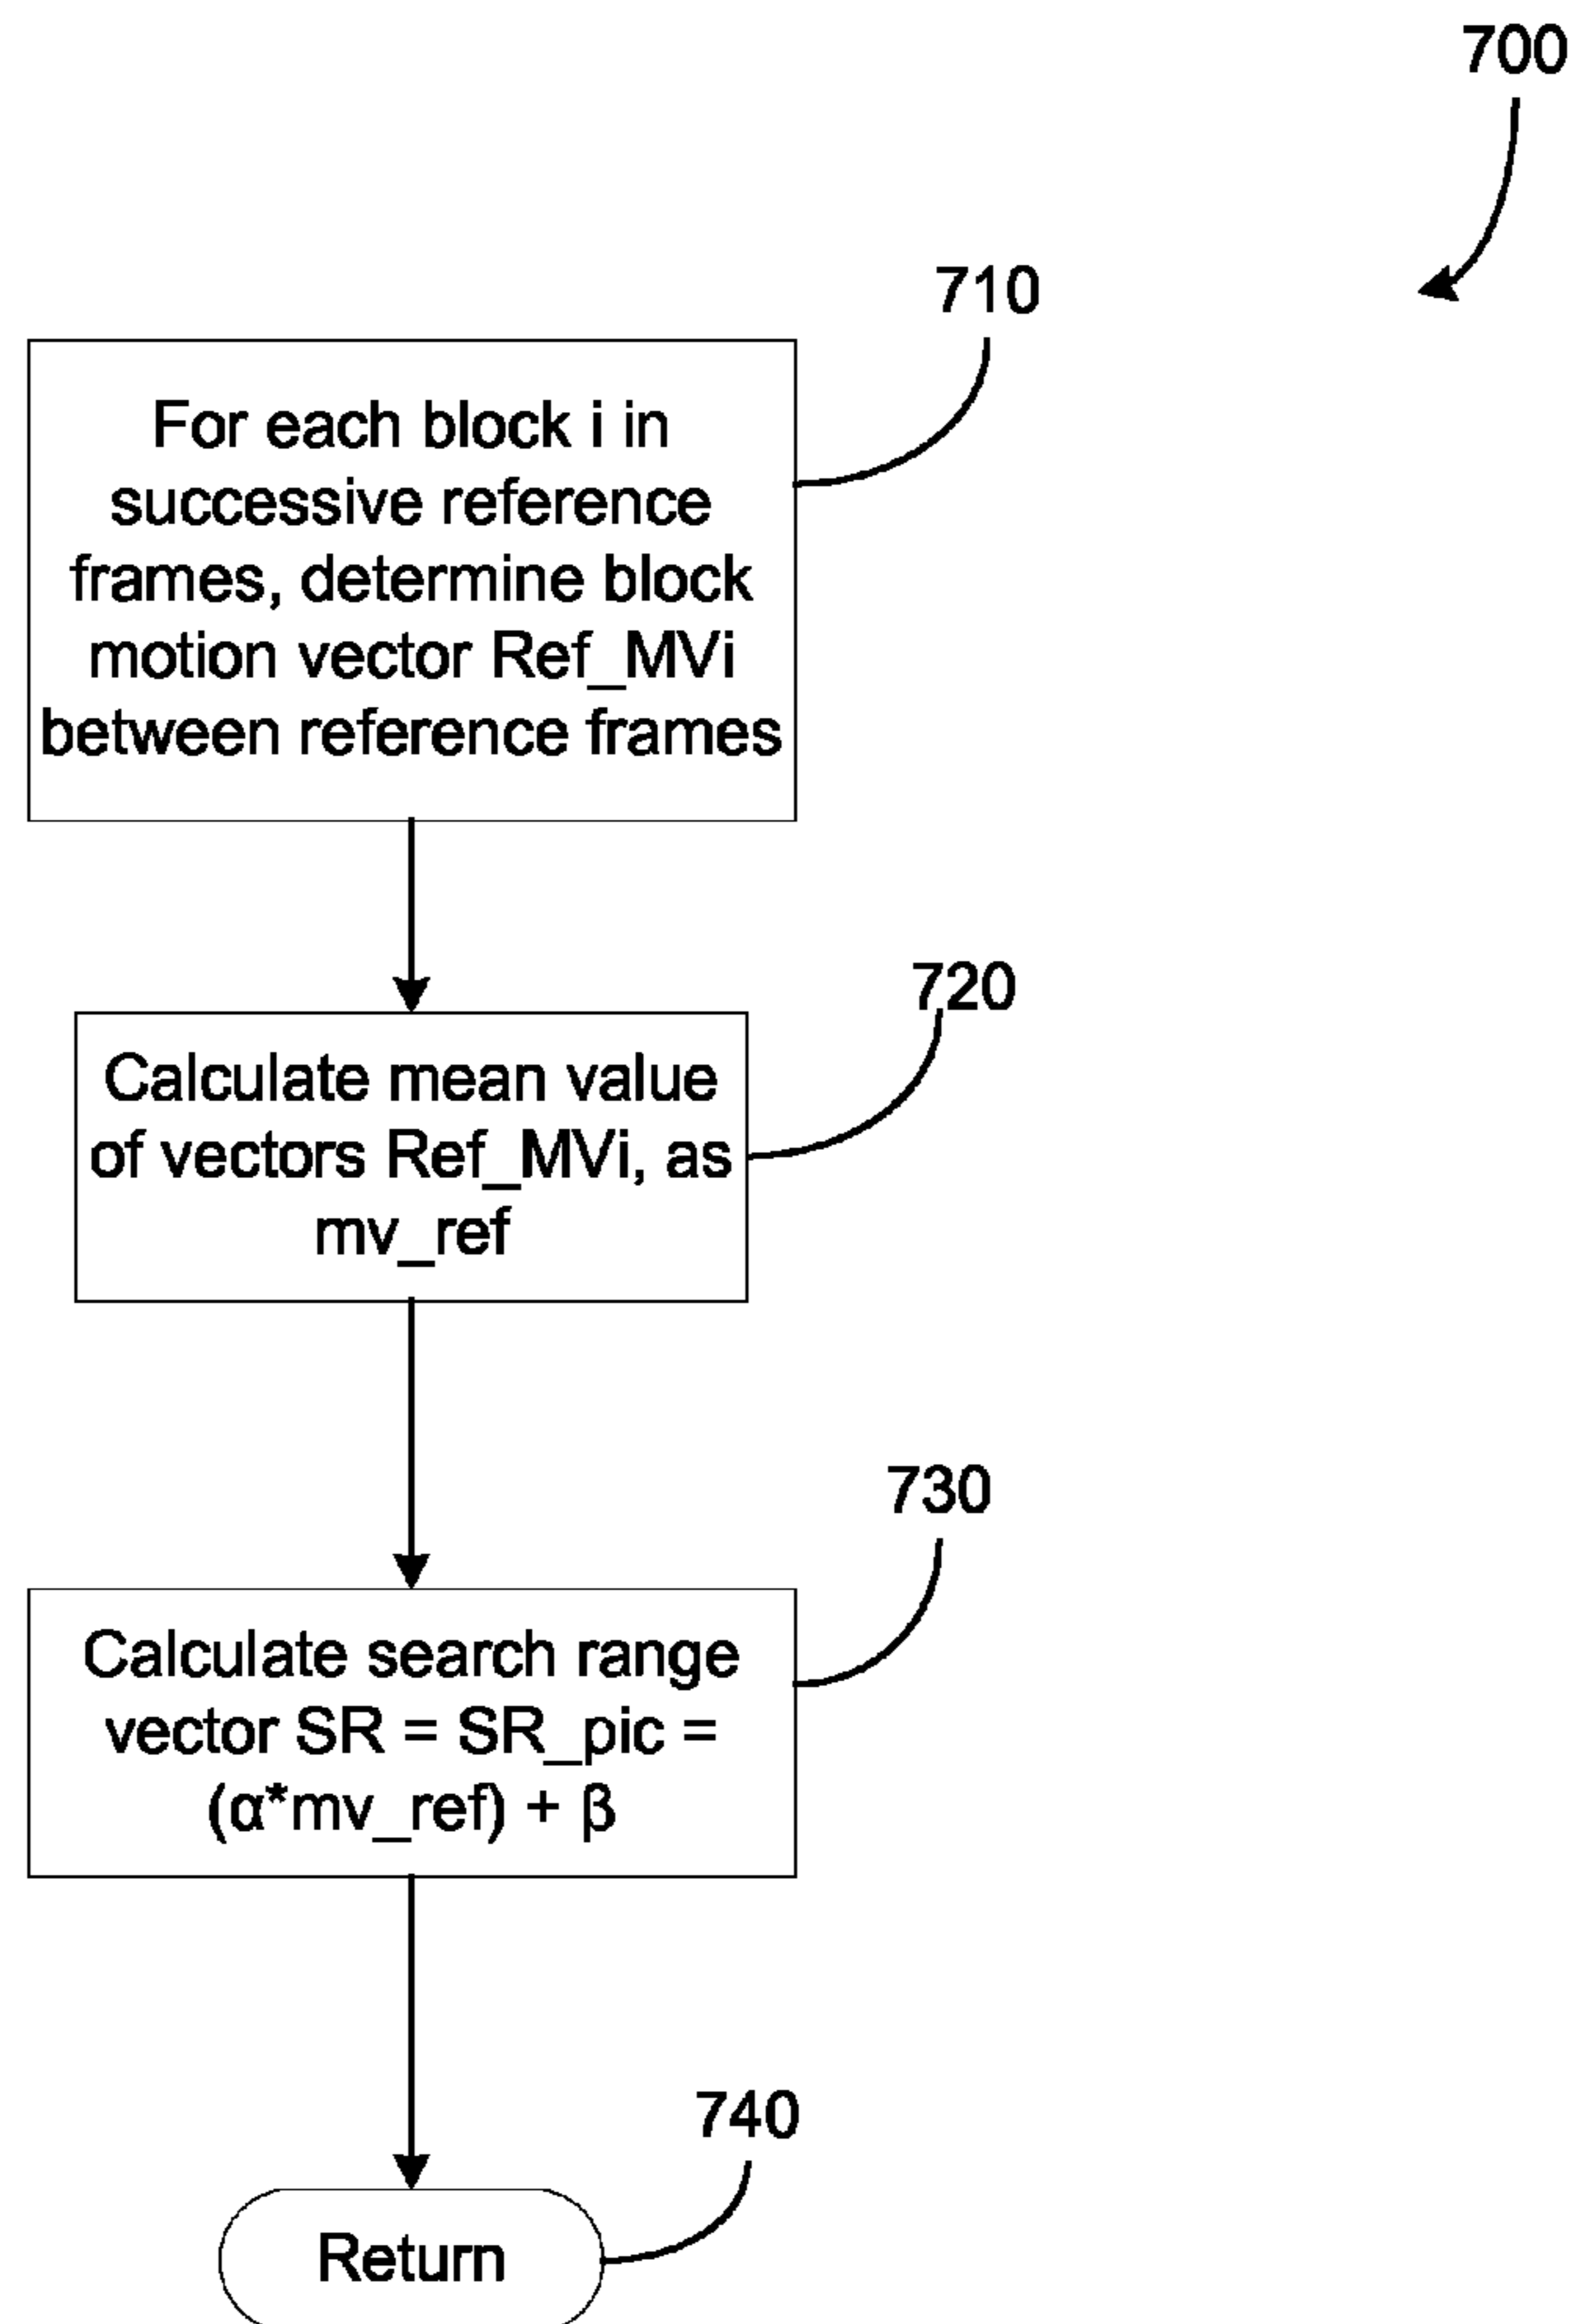 700
710
For each block i in
successive reference
frames, determine block
motion vector Ref_MVi
between reference frames
720
Calculate mean value
of vectors Ref_MVi, as
mv_ref
730
Calculate search range
vector SR = SR_pic =
(α*mv_ref) + β
740
Return